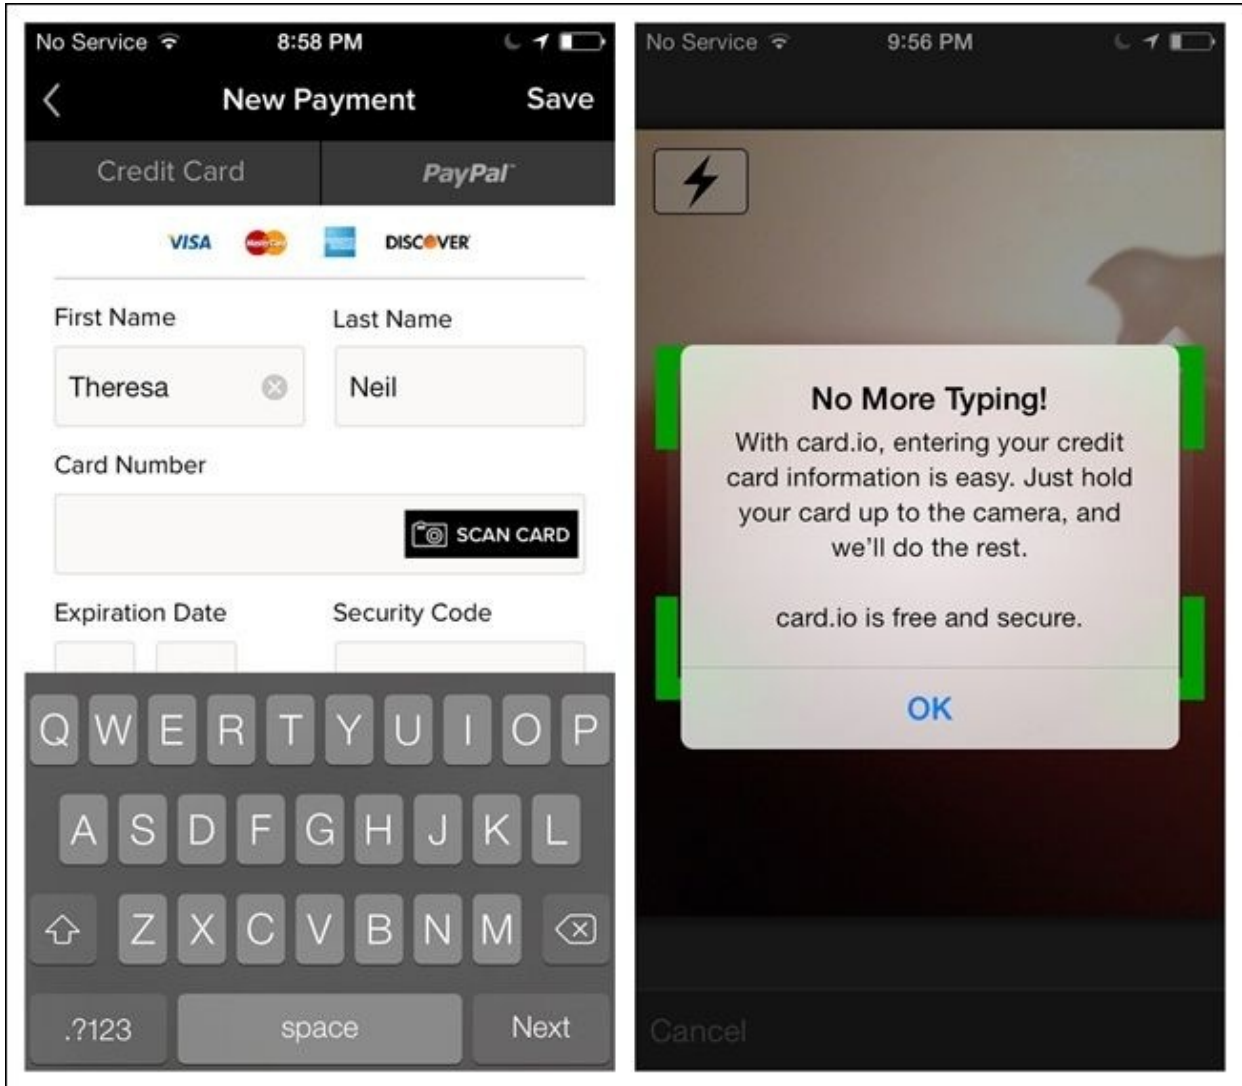 No Service 8:58 PM
New Payment Save
Credit Card PayPal™
VISA MasterCard DISCOVER
First Name Last Name
Theresa Neil
Card Number
SCAN CARD
Expiration Date Security Code
Q W E R T Y U I O P
A S D F G H J K L
Z X C V B N M
.?123 space Next
No Service 9:56 PM
No More Typing!
With card.io, entering your credit
card information is easy. Just hold
your card up to the camera, and
we'll do the rest.
card.io is free and secure.
OK
Cancel